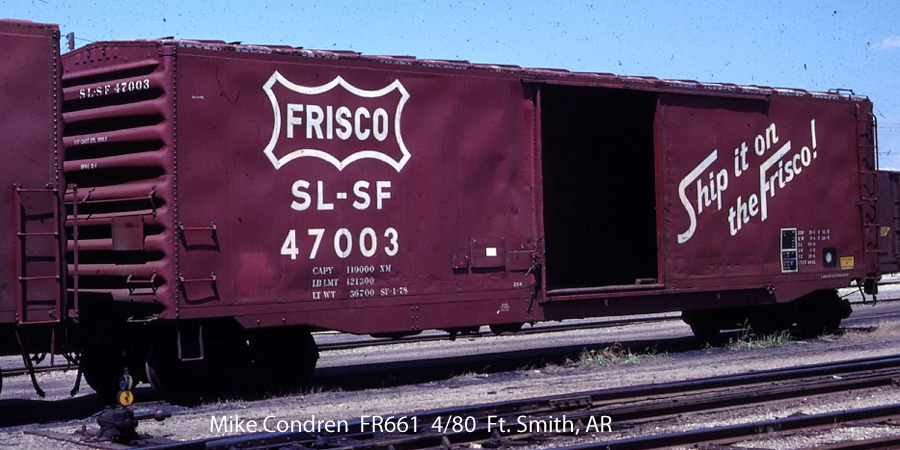 SL-SF 47003
FRISCO
SL-SF
47003
CAPY 110000 XM
LD LMT 121300
LT WT 56700 SF-1-78
Ship it on
the Frisco!
Mike Condren FR661 4/80 Ft. Smith, AR